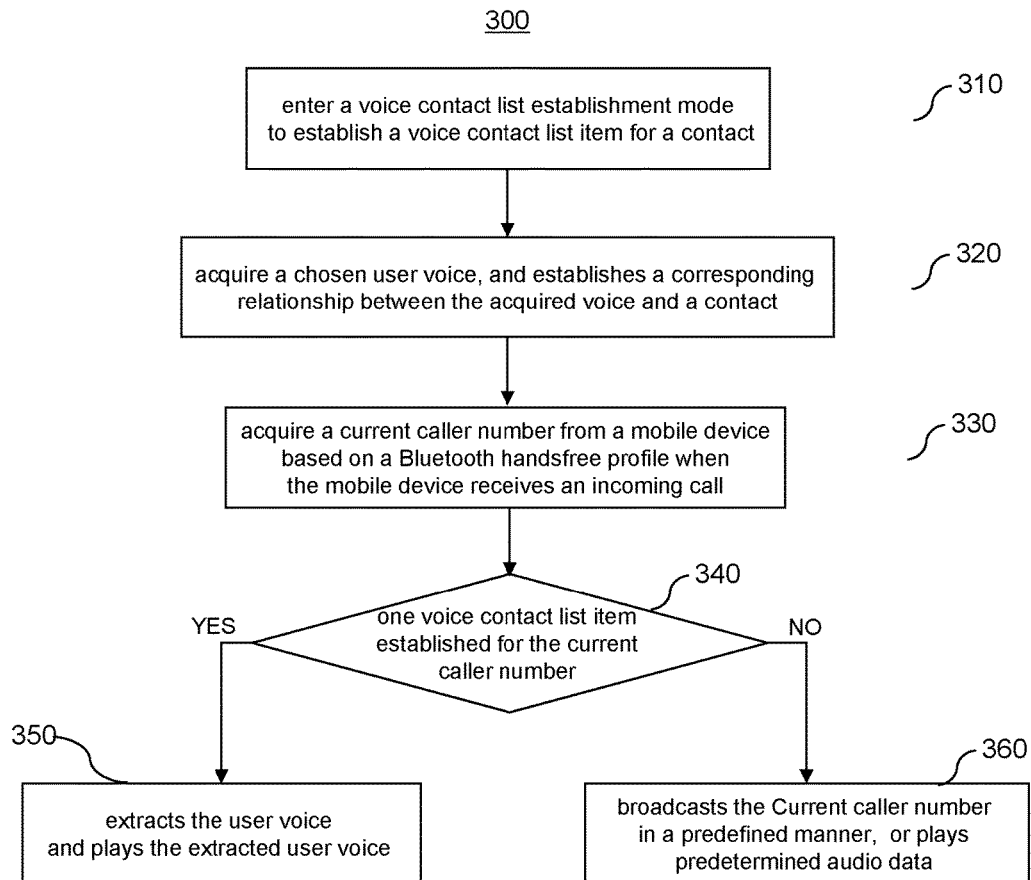 300
enter a voice contact list establishment mode
to establish a voice contact list item for a contact
310
acquire a chosen user voice, and establishes a corresponding
relationship between the acquired voice and a contact
320
acquire a current caller number from a mobile device
based on a Bluetooth handsfree profile when
the mobile device receives an incoming call
330
340
one voice contact list item
established for the current
caller number
YES
NO
350
extracts the user voice
and plays the extracted user voice
360
broadcasts the Current caller number
in a predefined manner, or plays
predetermined audio data